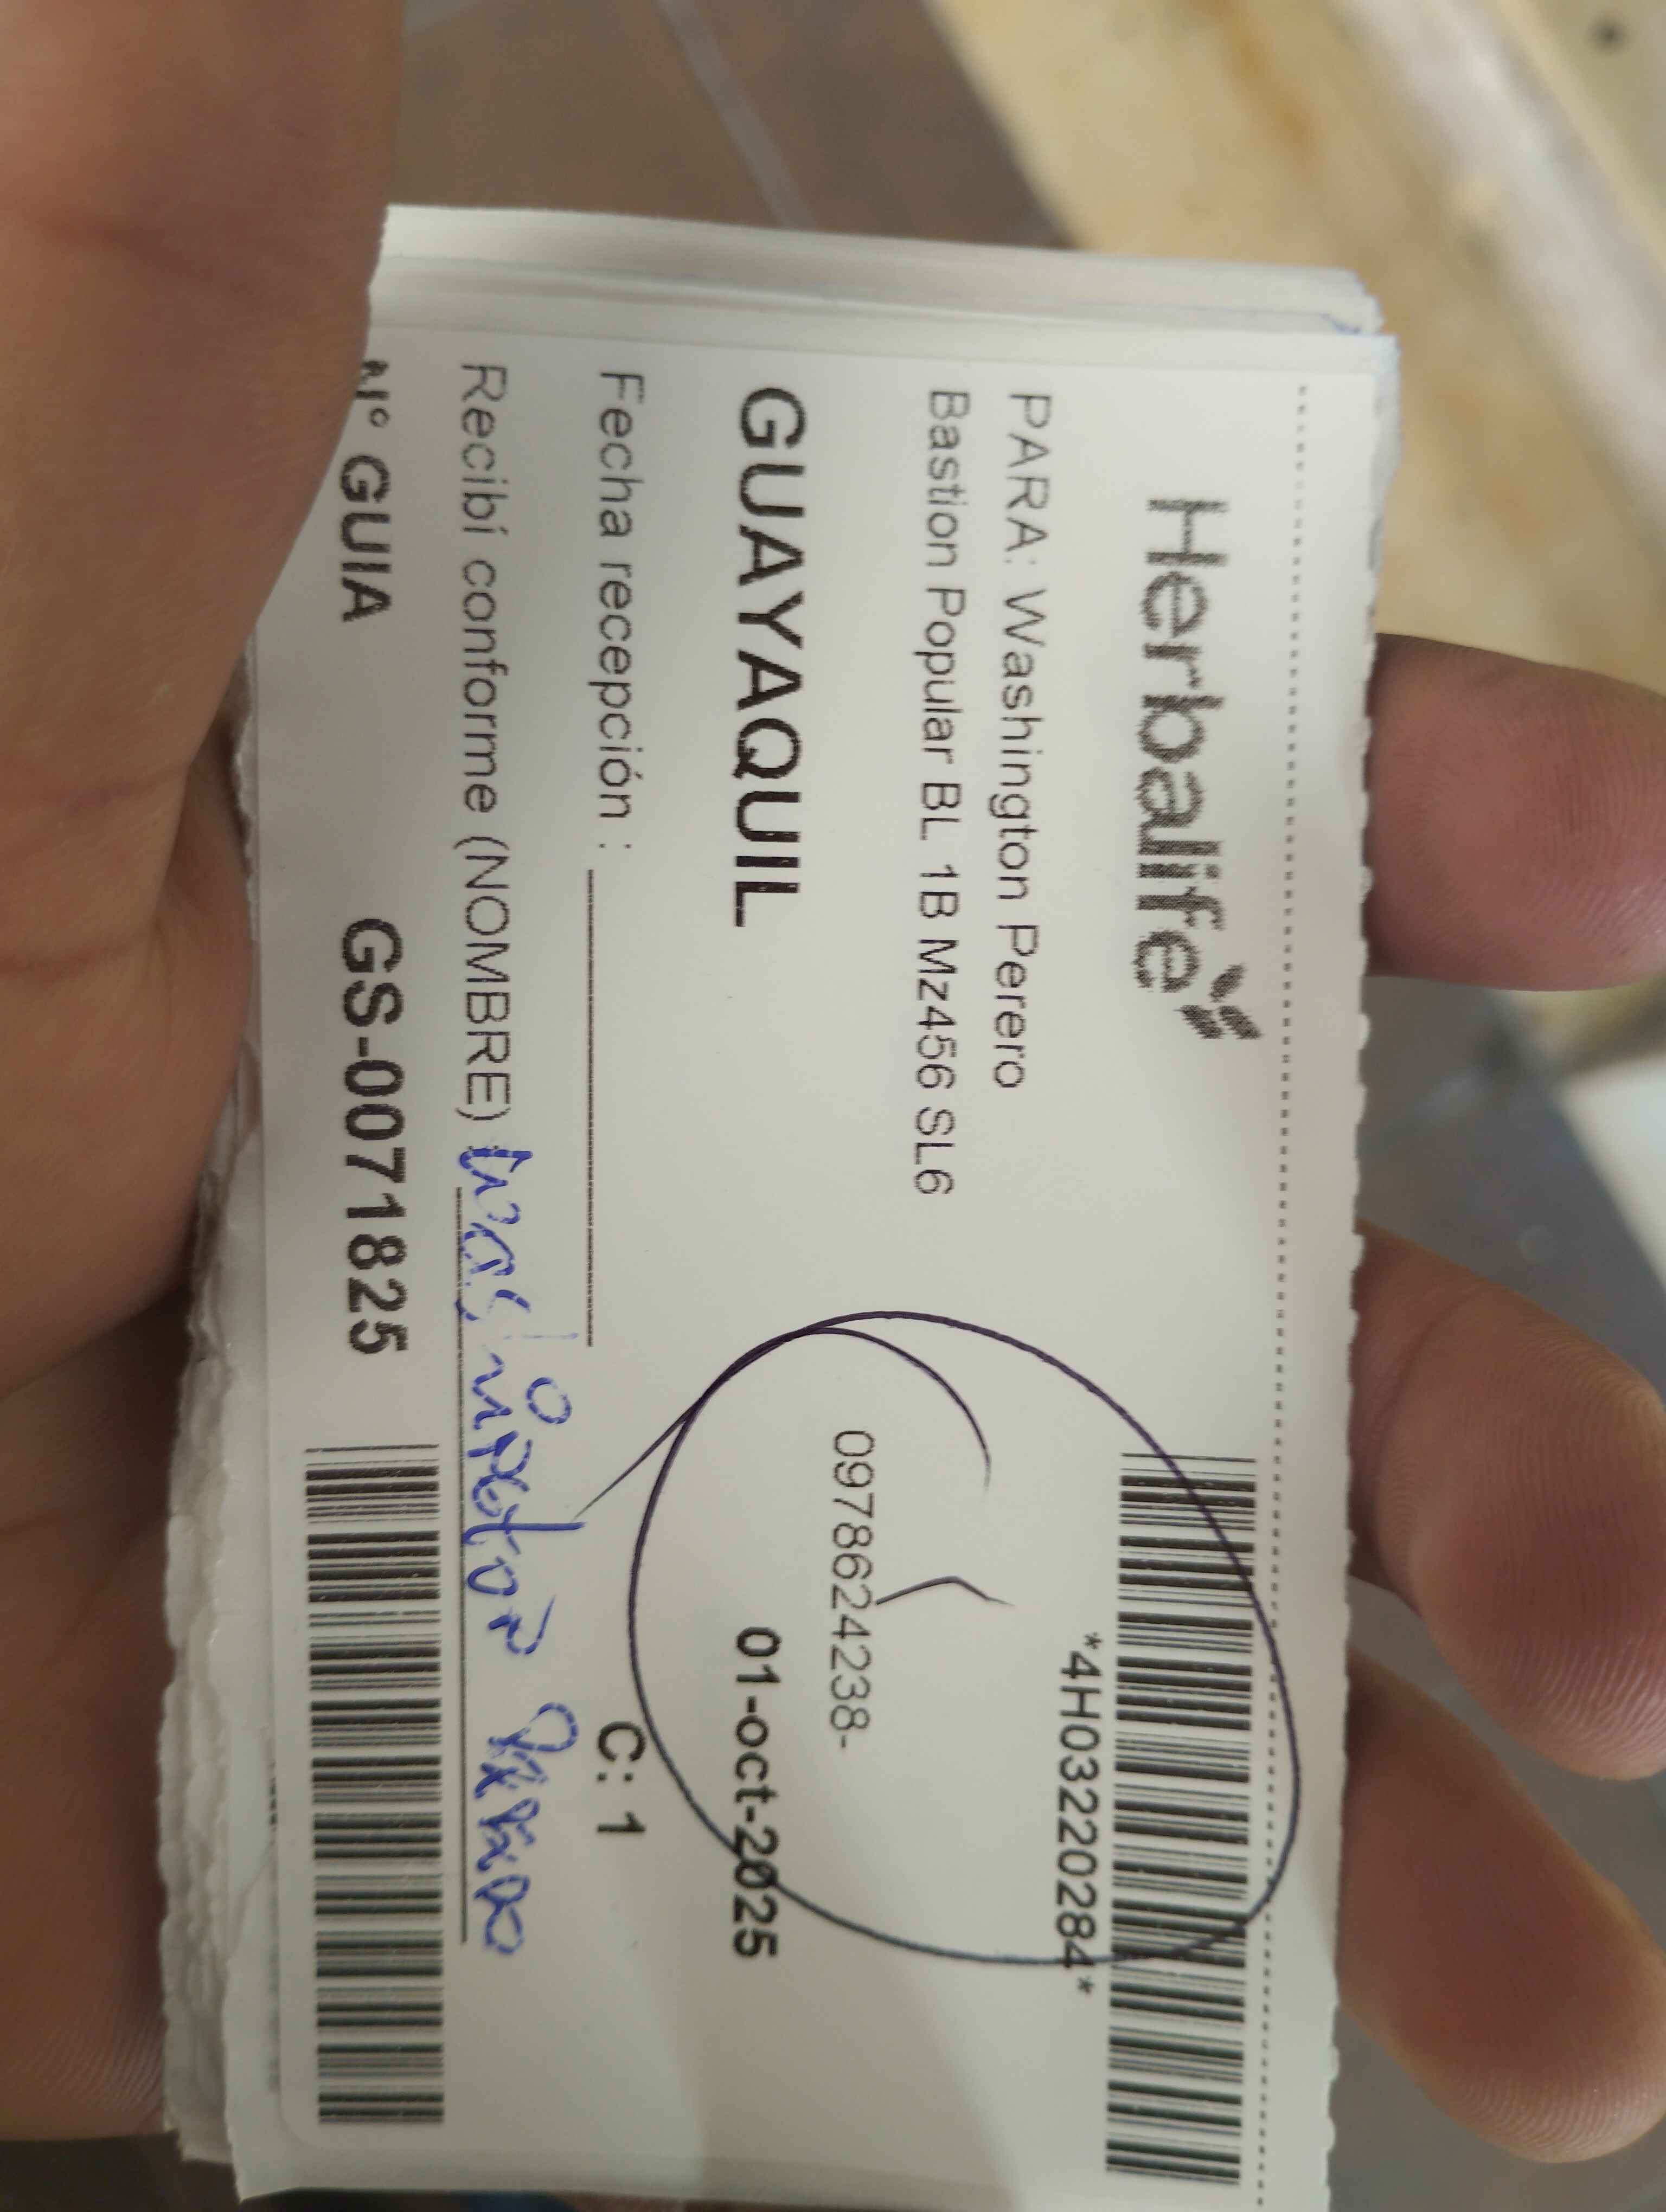 Herbalife
*4H03220284*
PARA: Washington Perero
Bastion Popular BL 1B Mz456 SL6
0978624238-
GUAYAQUIL 01-oct-2025
Fecha recepción : C: 1
Recibí conforme (NOMBRE)
N° GUIA GS-0071825